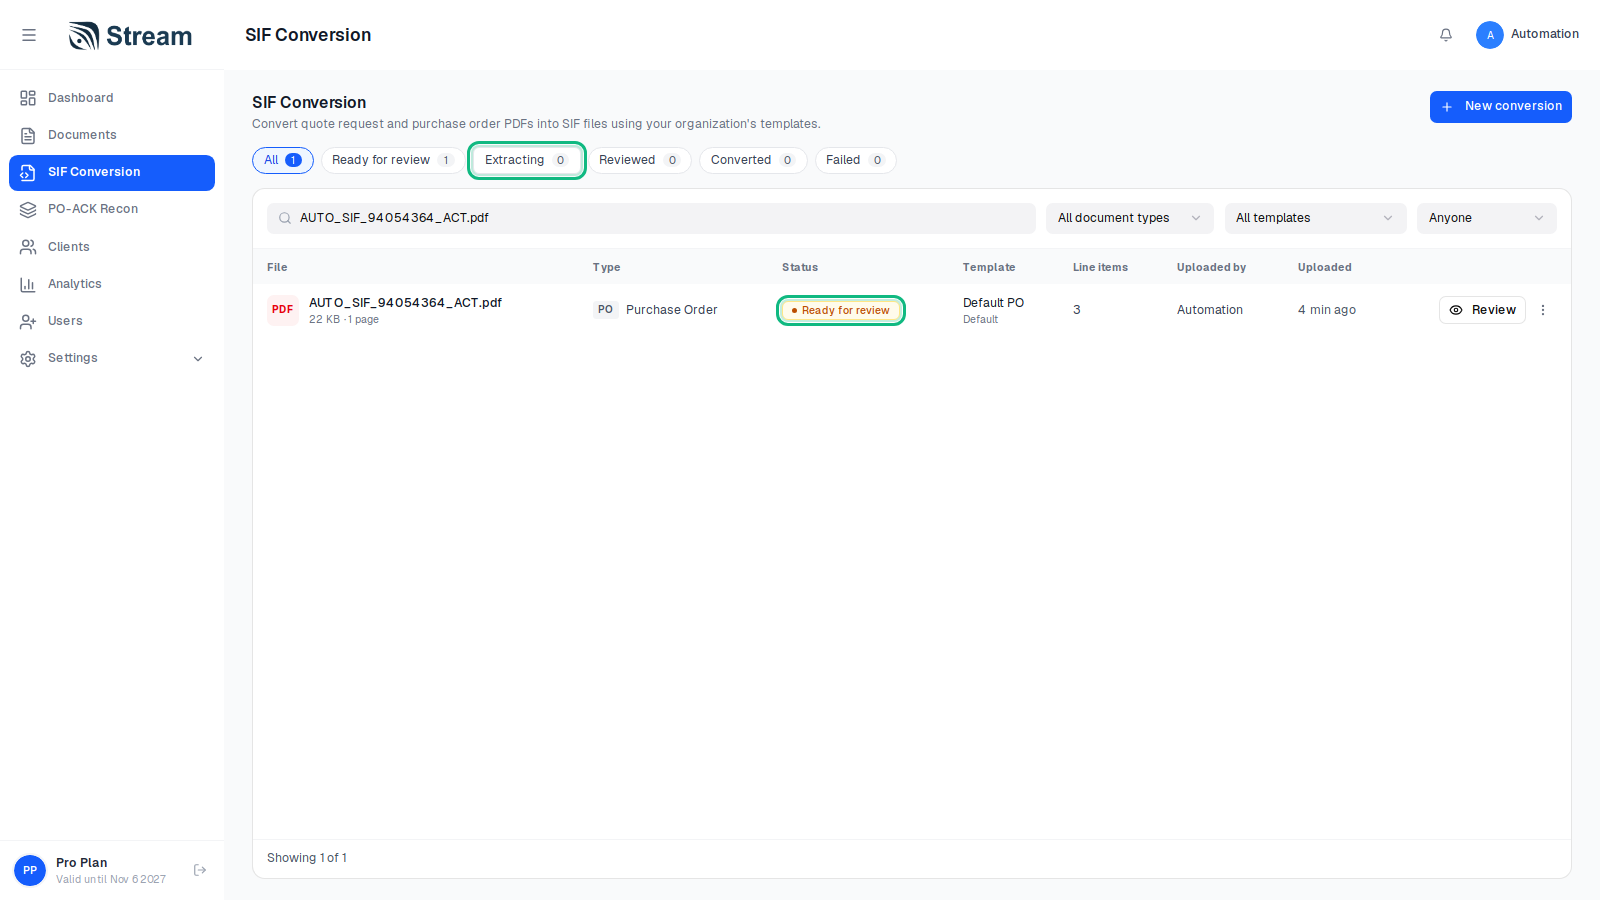 Stream
SIF Conversion
A
Automation
Dashboard
Documents
SIF Conversion
PO-ACK Recon
Clients
Analytics
Users
Settings
SIF Conversion
Convert quote request and purchase order PDFs into SIF files using your organization's templates.
+ New conversion
All 1
Ready for review 1
Extracting 0
Reviewed 0
Converted 0
Failed 0
AUTO_SIF_94054364_ACT.pdf
All document types
All templates
Anyone
File Type Status Template Line items Uploaded by Uploaded
PDF
AUTO_SIF_94054364_ACT.pdf
22 KB · 1 page
PO Purchase Order
Ready for review
Default PO
Default
3
Automation
4 min ago
Review
Showing 1 of 1
PP
Pro Plan
Valid until Nov 6 2027